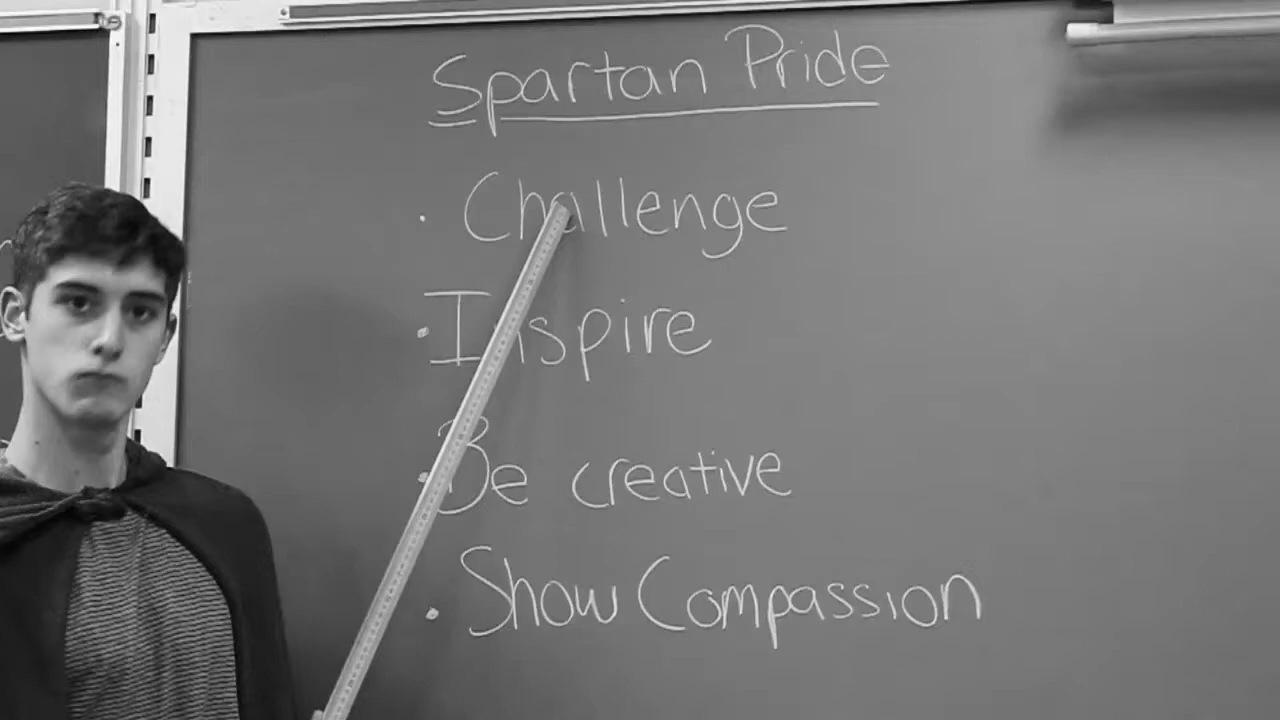 Spartan Pride
· Challenge
· Inspire
· Be creative
· Show Compassion